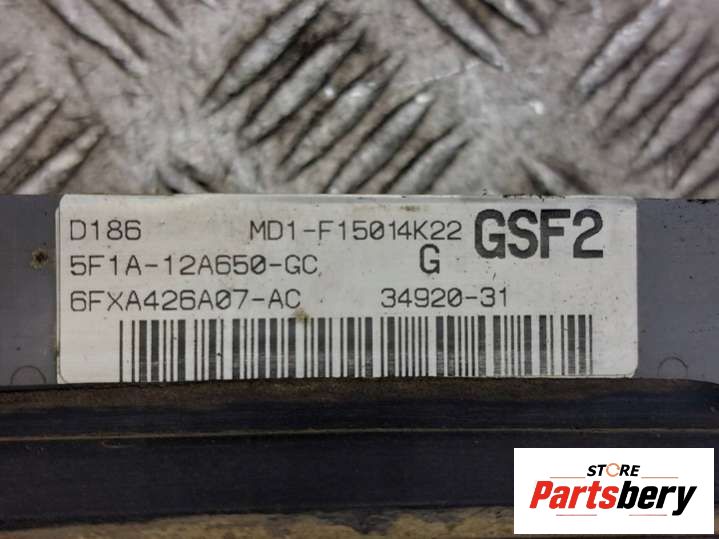 D186 MD1-F15014K22 GSF2
5F1A-12A650-GC G
6FXA426A07-AC 34920-31
STORE
Partsbery